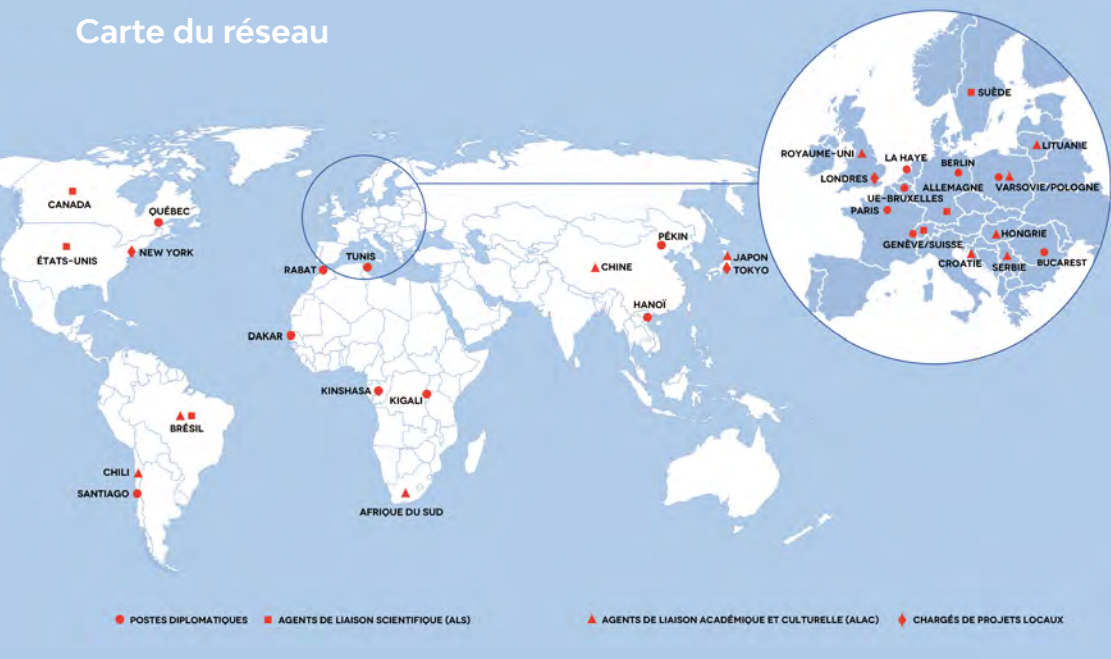 Carte du réseau
SUÈDE
ROYAUME-UNI
LITUANIE
LA HAYE
BERLIN
LONDRES
ALLEMAGNE
VARSOVIE/POLOGNE
UE-BRUXELLES
PARIS
GENÈVE/SUISSE
HONGRIE
CROATIE
SERBIE
BUCAREST
CANADA
QUÉBEC
ÉTATS-UNIS
NEW YORK
RABAT
TUNIS
PÉKIN
CHINE
JAPON
TOKYO
HANOÏ
DAKAR
KINSHASA
KIGALI
BRÉSIL
CHILI
SANTIAGO
AFRIQUE DU SUD
POSTES DIPLOMATIQUES
AGENTS DE LIAISON SCIENTIFIQUE (ALS)
AGENTS DE LIAISON ACADÉMIQUE ET CULTURELLE (ALAC)
CHARGÉS DE PROJETS LOCAUX